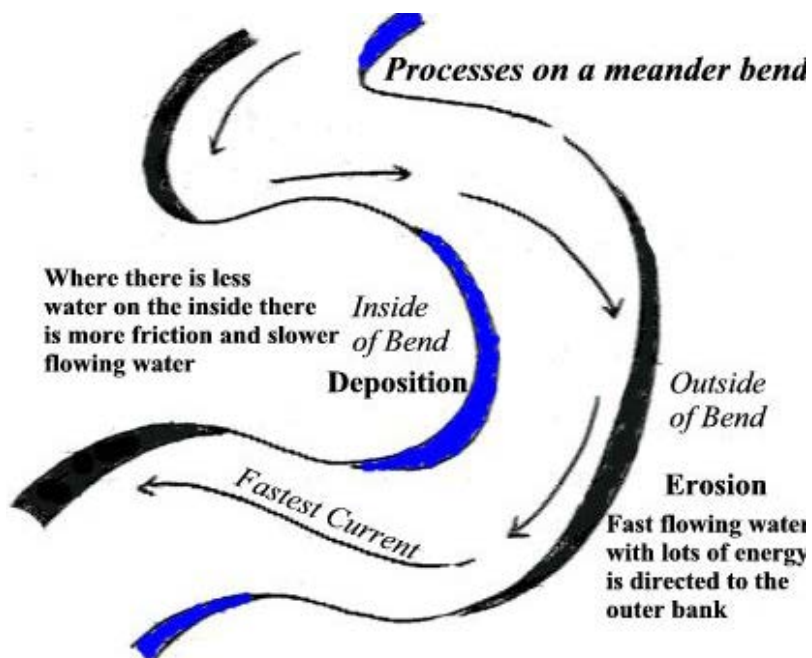 Processes on a meander bend
Where there is less
water on the inside there
is more friction and slower
flowing water
Inside
of Bend
Deposition
Outside
of Bend
Erosion
Fast flowing water
with lots of energy
is directed to the
outer bank
Fastest Current